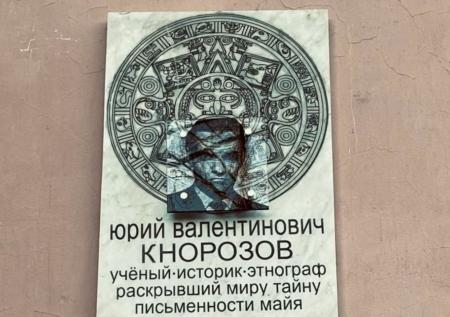 ЮРИЙ ВАЛЕНТИНОВИЧ
КНОРОЗОВ
УЧЁНЫЙ·ИСТОРИК·ЭТНОГРАФ
РАСКРЫВШИЙ МИРУ ТАЙНУ
ПИСЬМЕННОСТИ МАЙЯ